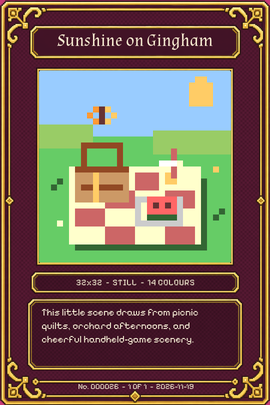 Sunshine on Gingham
32x32 - STILL - 14 COLOURS
This little scene draws from picnic
quilts, orchard afternoons, and
cheerful handheld-game scenery.
No. 000026 - 1 OF 1 - 2026-11-19